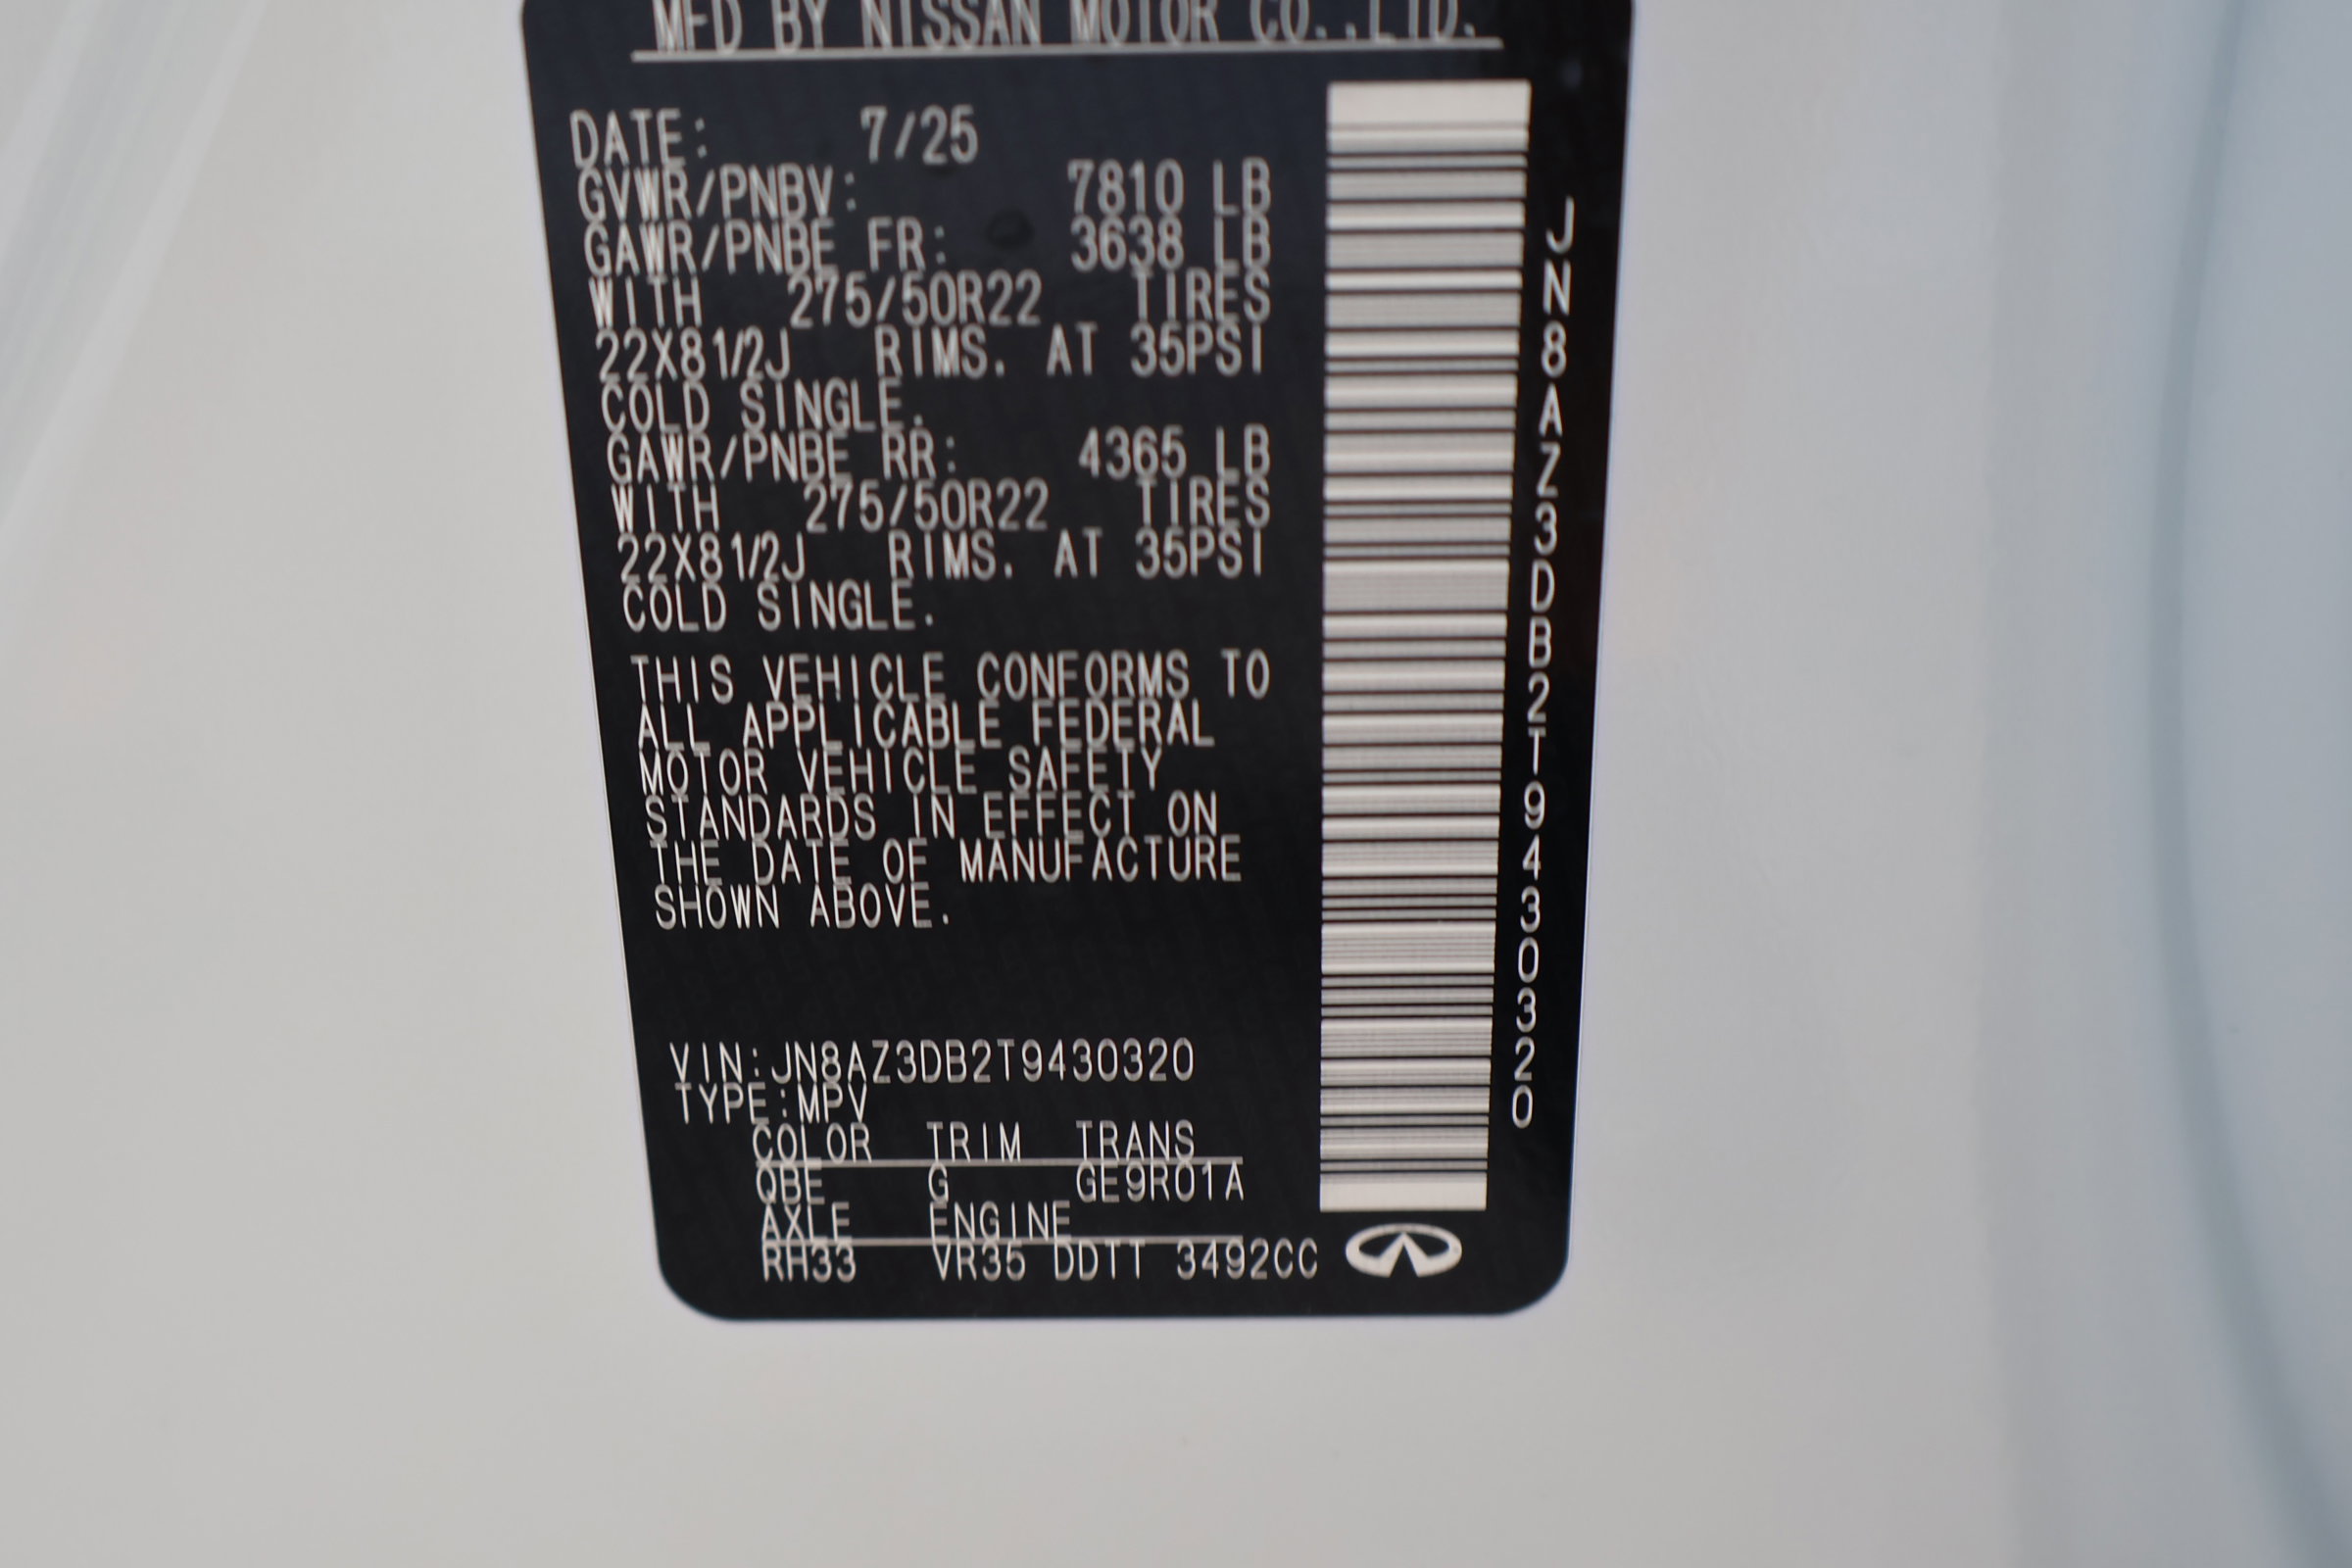 MFD BY NISSAN MOTOR CO.,LTD.
DATE: 7/25
GVWR/PNBV: 7810 LB
GAWR/PNBE FR: 3638 LB
WITH 275/50R22 TIRES
22X81/2J RIMS. AT 35PSI
COLD SINGLE.
GAWR/PNBE RR: 4365 LB
WITH 275/50R22 TIRES
22X81/2J RIMS. AT 35PSI
COLD SINGLE.
THIS VEHICLE CONFORMS TO
ALL APPLICABLE FEDERAL
MOTOR VEHICLE SAFETY
STANDARDS IN EFFECT ON
THE DATE OF MANUFACTURE
SHOWN ABOVE.
VIN:JN8AZ3DB2T9430320
TYPE:MPV
COLOR TRIM TRANS
QBE G GE9R01A
AXLE ENGINE
RH33 VR35 DDTT 3492CC
JN8AZ3DB2T9430320